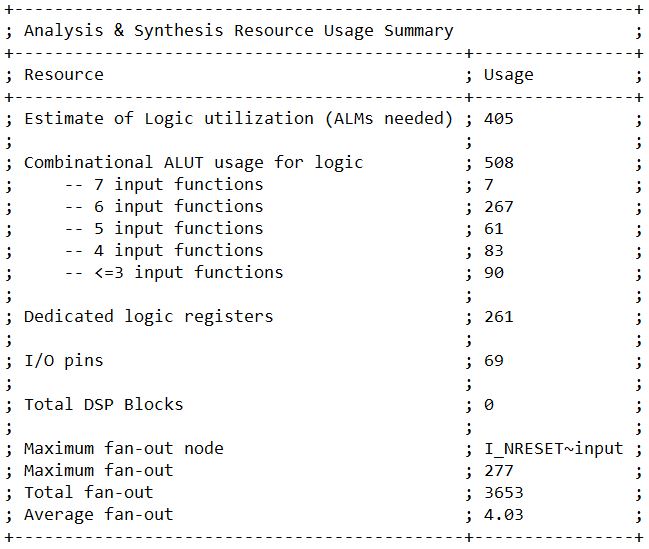 +---------------------------------------------------------------+
; Analysis & Synthesis Resource Usage Summary                   ;
+---------------------------------------------+-----------------+
; Resource                                    ; Usage           ;
+---------------------------------------------+-----------------+
; Estimate of Logic utilization (ALMs needed) ; 405             ;
;                                             ;                 ;
; Combinational ALUT usage for logic          ; 508             ;
;     -- 7 input functions                    ; 7               ;
;     -- 6 input functions                    ; 267             ;
;     -- 5 input functions                    ; 61              ;
;     -- 4 input functions                    ; 83              ;
;     -- <=3 input functions                  ; 90              ;
;                                             ;                 ;
; Dedicated logic registers                   ; 261             ;
;                                             ;                 ;
; I/O pins                                    ; 69              ;
;                                             ;                 ;
; Total DSP Blocks                            ; 0               ;
;                                             ;                 ;
; Maximum fan-out node                        ; I_NRESET~input  ;
; Maximum fan-out                             ; 277             ;
; Total fan-out                               ; 3653            ;
; Average fan-out                             ; 4.03            ;
+---------------------------------------------+-----------------+